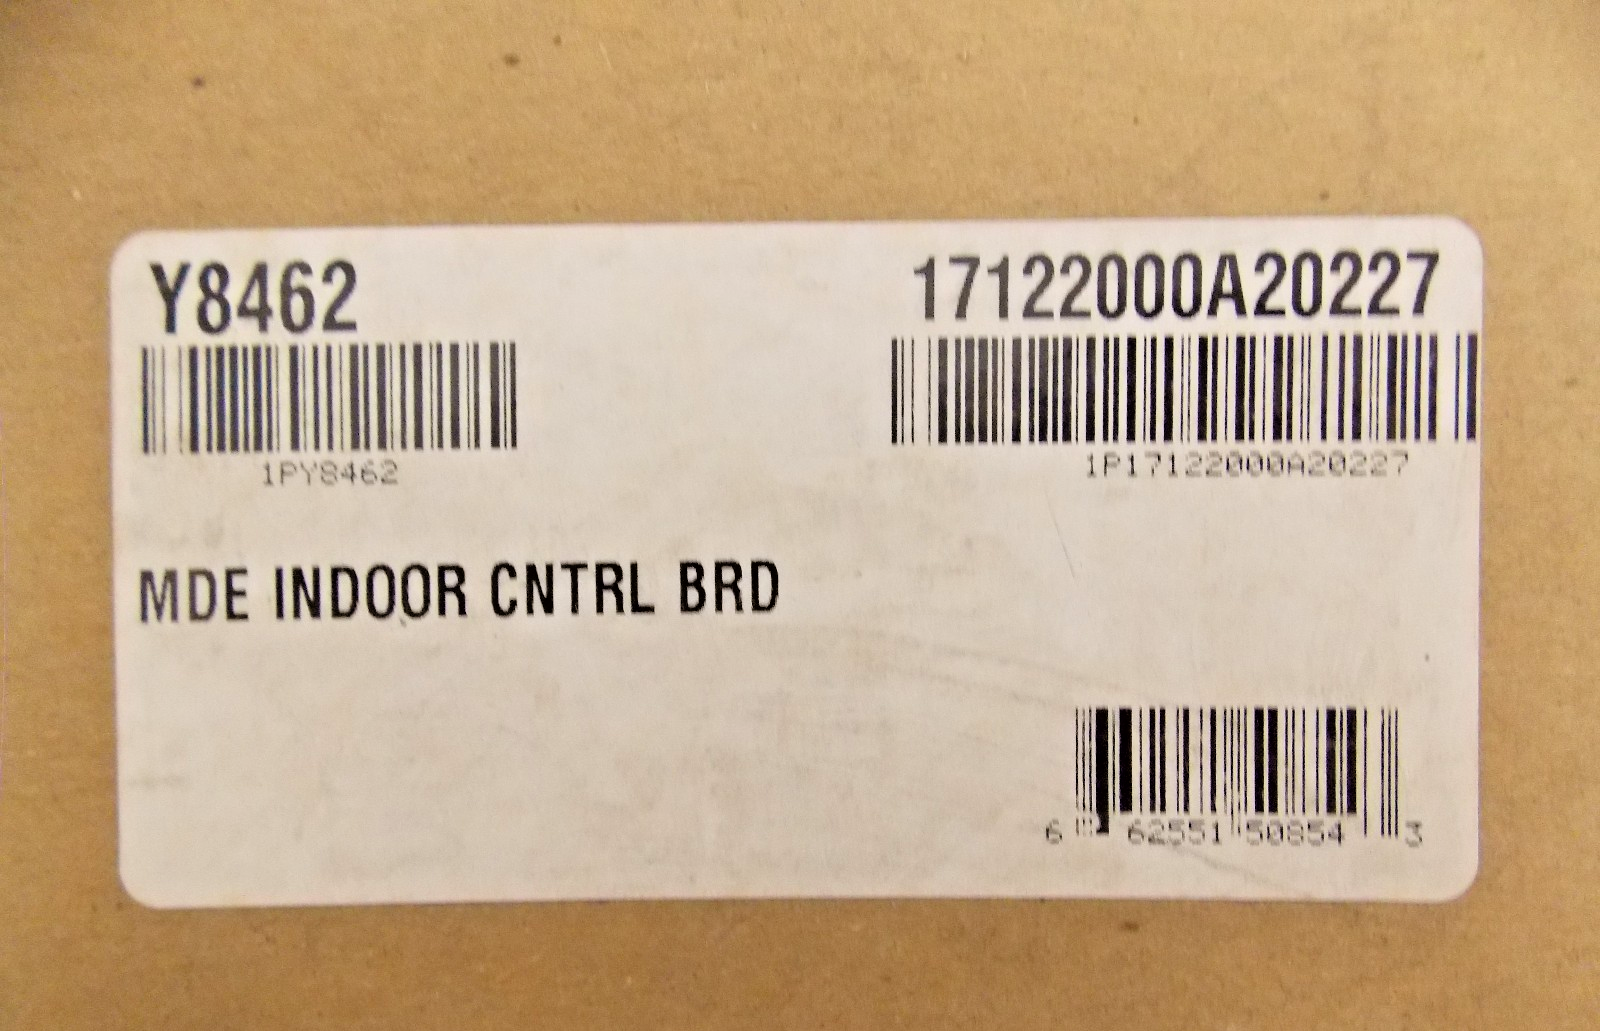 Y8462 17122000A20227
1PY8462 1P17122000A20227
MDE INDOOR CNTRL BRD
6 62551 50854 3